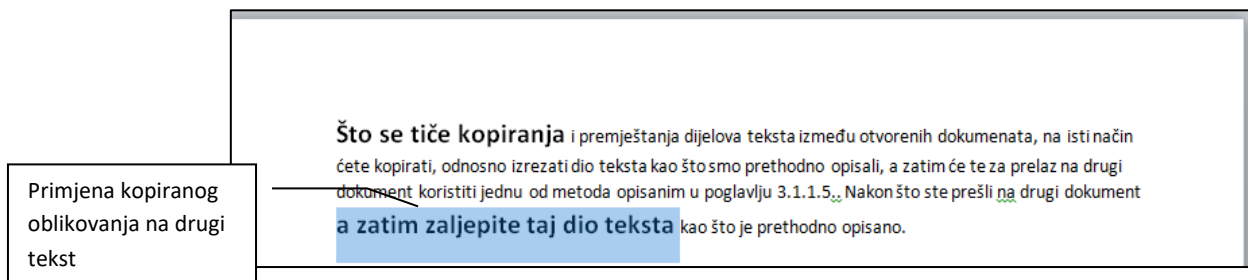 Što se tiče kopiranja i premještanja dijelova teksta između otvorenih dokumenata, na isti način
ćete kopirati, odnosno izrezati dio teksta kao što smo prethodno opisali, a zatim će te za prelaz na drugi
dokument koristiti jednu od metoda opisanim u poglavlju 3.1.1.5.. Nakon što ste prešli na drugi dokument
a zatim zaljepite taj dio teksta kao što je prethodno opisano.
Primjena kopiranog
oblikovanja na drugi
tekst